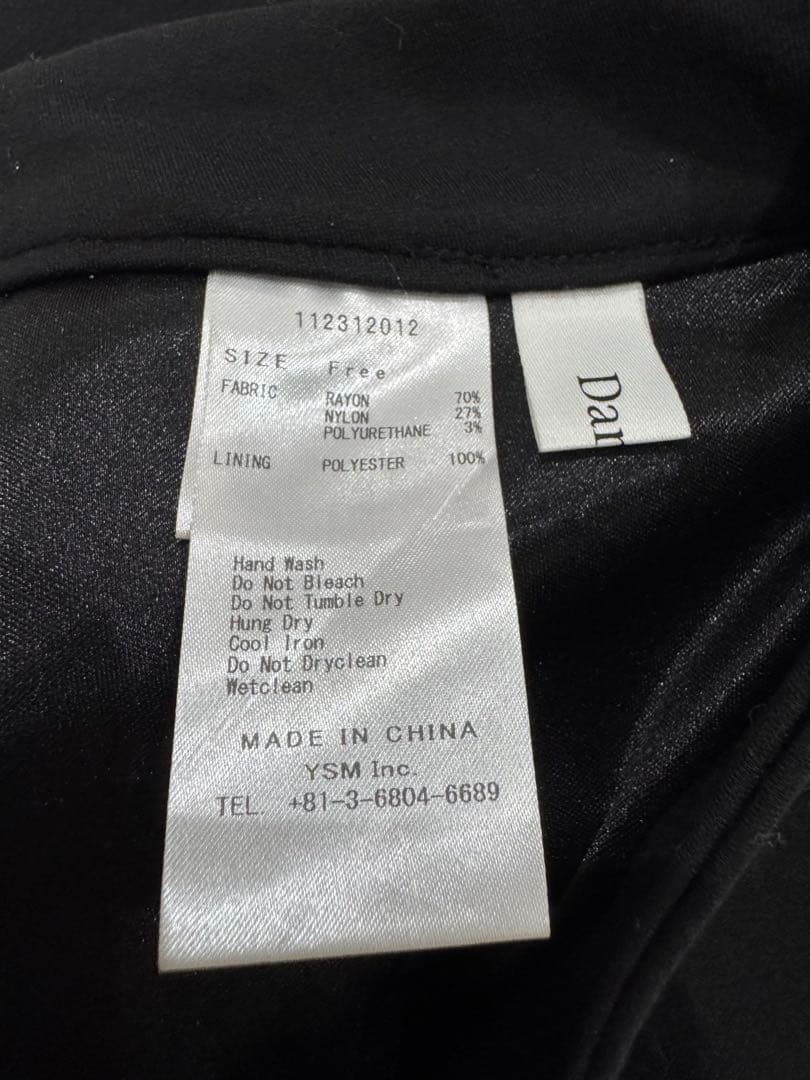 112312012
SIZE Free
FABRIC RAYON 70%
NYLON 27%
POLYURETHANE 3%
LINING POLYESTER 100%
Hand Wash
Do Not Bleach
Do Not Tumble Dry
Hung Dry
Cool Iron
Do Not Dryclean
Wetclean
MADE IN CHINA
YSM Inc.
TEL. +81-3-6804-6689